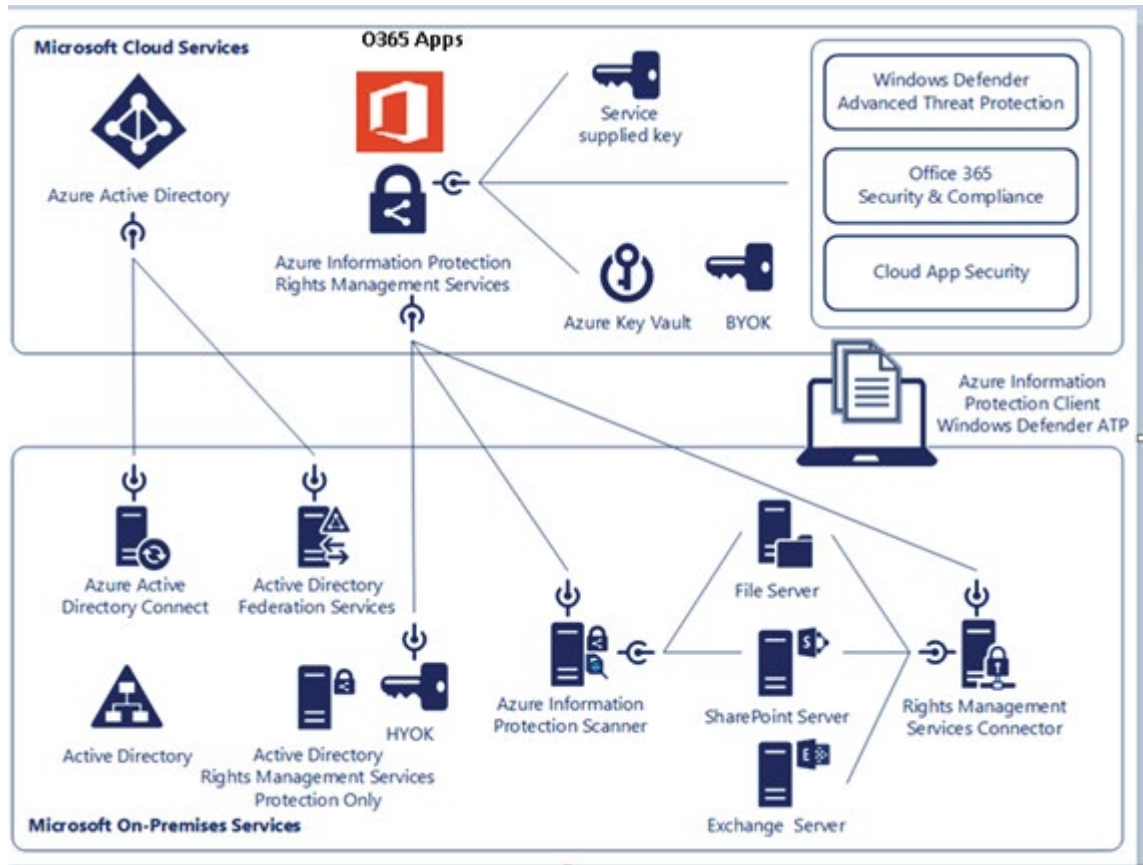 Microsoft Cloud Services
O365 Apps
Azure Active Directory
Azure Information Protection
Rights Management Services
Service
supplied key
Azure Key Vault
BYOK
Windows Defender
Advanced Threat Protection
Office 365
Security & Compliance
Cloud App Security
Azure Information
Protection Client
Windows Defender ATP
Azure Active
Directory Connect
Active Directory
Federation Services
Active Directory
Active Directory
Rights Management Services
Protection Only
HYOK
Azure Information
Protection Scanner
File Server
S
SharePoint Server
E
Exchange Server
Rights Management
Services Connector
Microsoft On-Premises Services